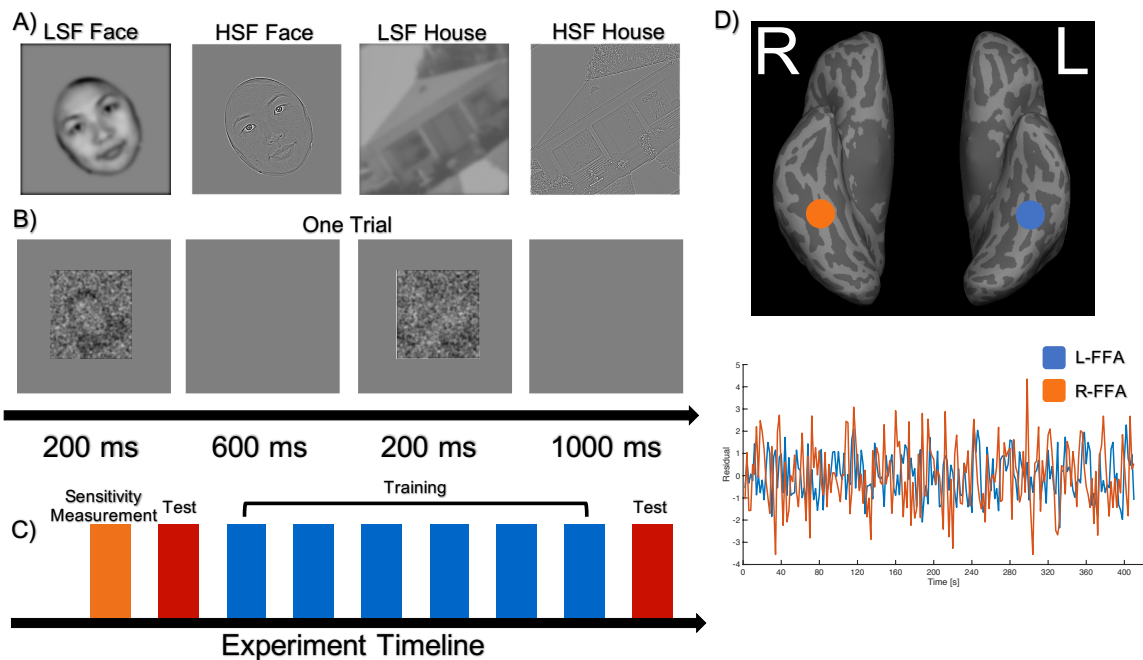 A)
LSF Face HSF Face LSF House HSF House
B)
One Trial
200 ms 600 ms 200 ms 1000 ms
C)
Sensitivity
Measurement
Test
Training
Test
Experiment Timeline
D)
R L
L-FFA
R-FFA
5
4
3
2
1
0
-1
-2
-3
-4
Residual
0 40 80 120 160 200 240 280 320 360 400
Time [s]